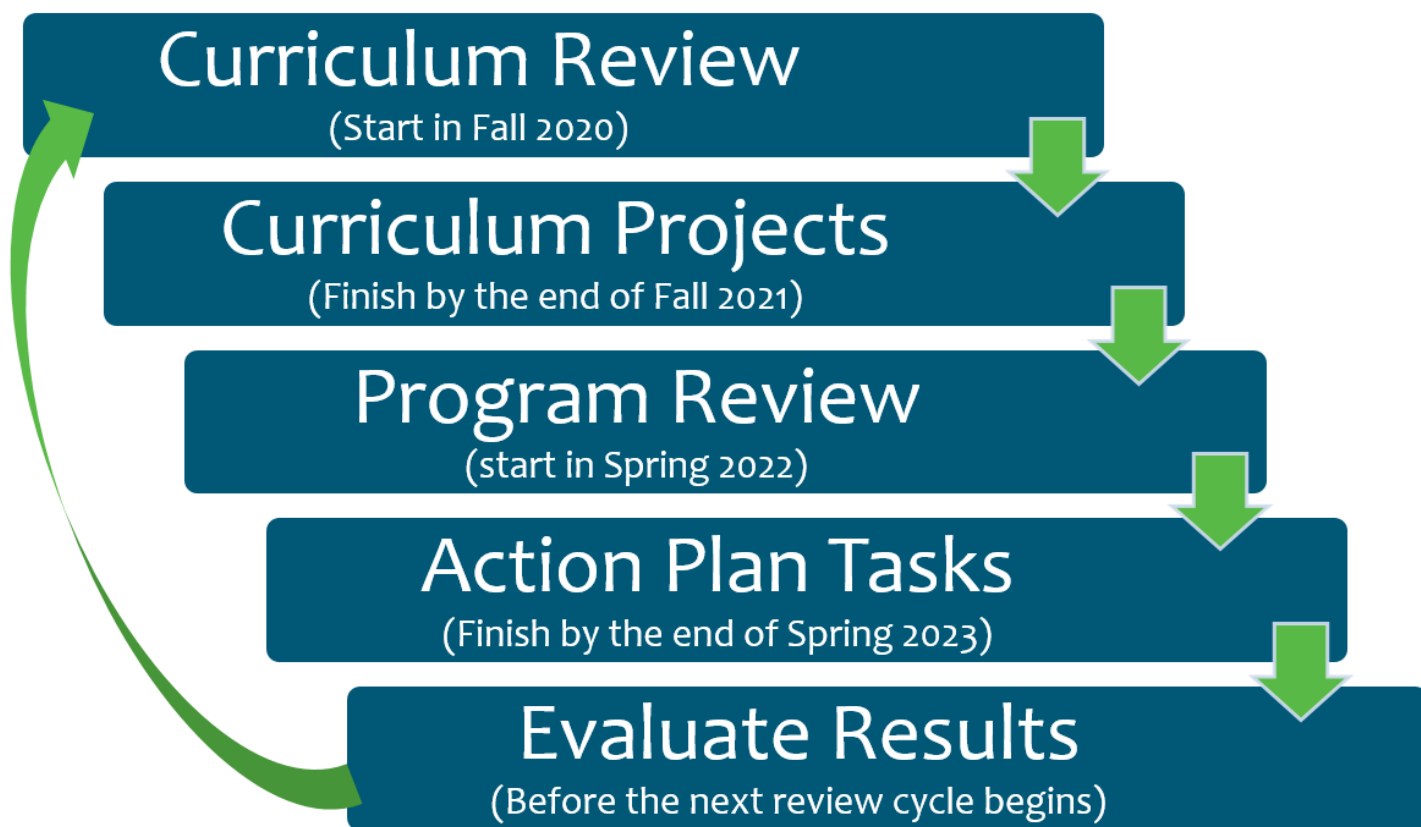 Curriculum Review
(Start in Fall 2020)
Curriculum Projects
(Finish by the end of Fall 2021)
Program Review
(start in Spring 2022)
Action Plan Tasks
(Finish by the end of Spring 2023)
Evaluate Results
(Before the next review cycle begins)